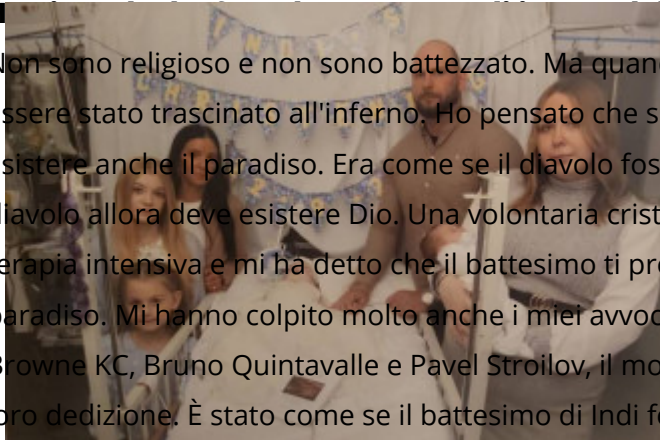 Non sono religioso e non sono battezzato. Ma quan
ssere stato trascinato all'inferno. Ho pensato che s
sistere anche il paradiso. Era come se il diavolo fos
diavolo allora deve esistere Dio. Una volontaria crist
erapia intensiva e mi ha detto che il battesimo ti pr
paradiso. Mi hanno colpito molto anche i miei avvoc
Browne KC, Bruno Quintavalle e Pavel Stroilov, il mo
oro dedizione. È stato come se il battesimo di Indi f